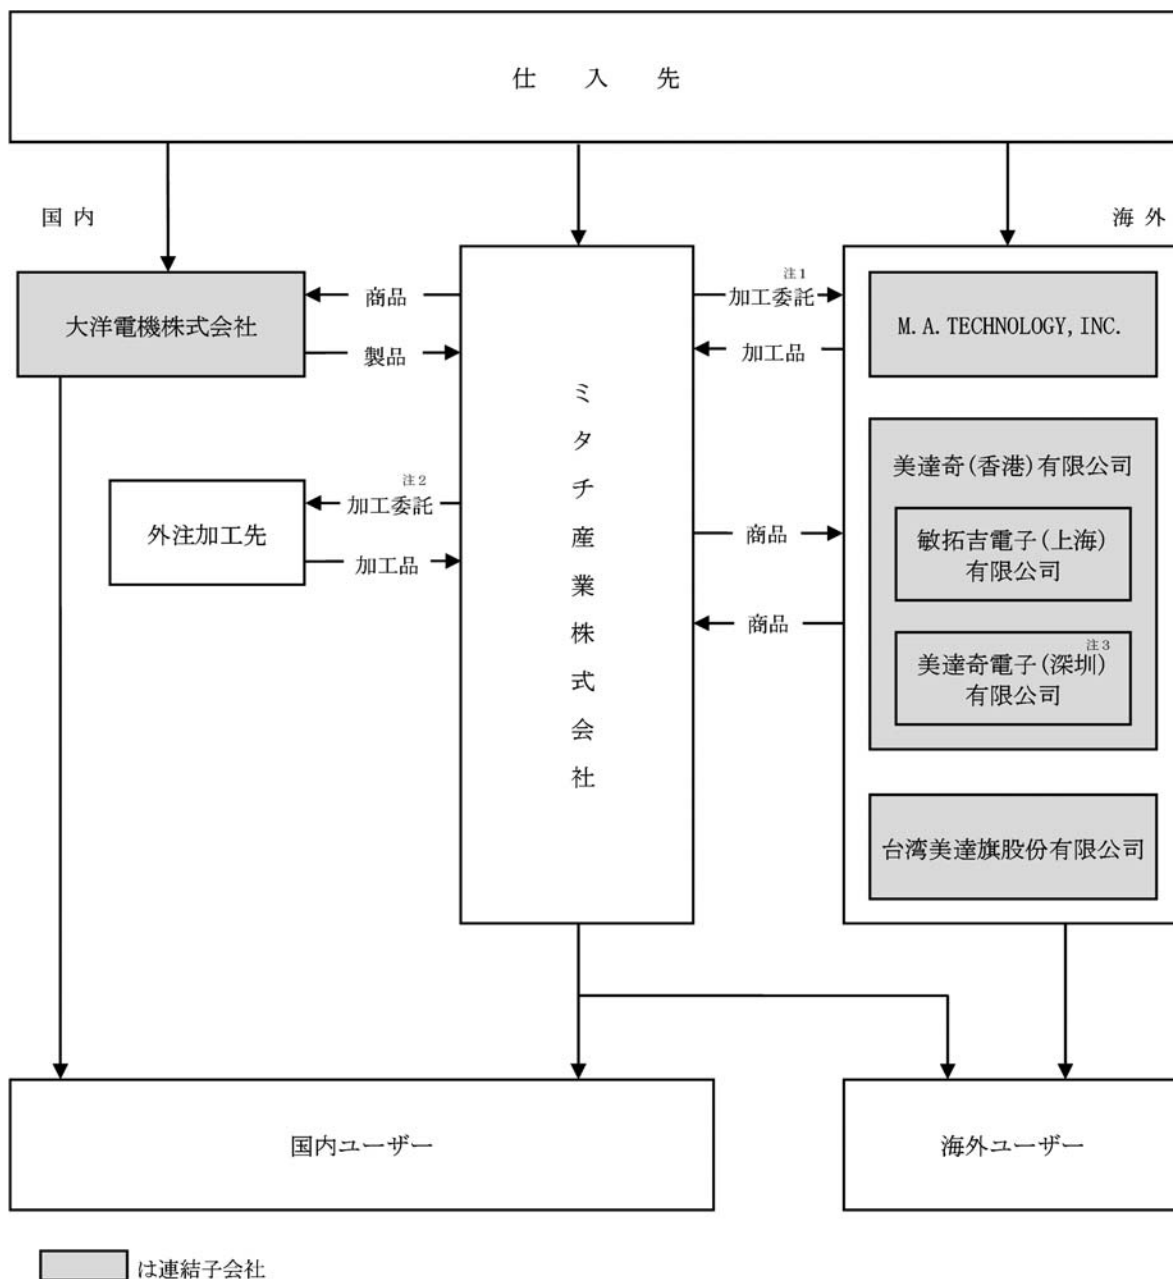 仕 入 先
国 内
海 外
大洋電機株式会社
商品
製品
注1
加工委託
加工品
M. A. TECHNOLOGY, INC.
ミタチ産業株式会社
注2
加工委託
加工品
外注加工先
商品
商品
美達奇(香港)有限公司
敏拓吉電子(上海)
有限公司
注3
美達奇電子(深圳)
有限公司
台湾美達旗股份有限公司
国内ユーザー
海外ユーザー
は連結子会社